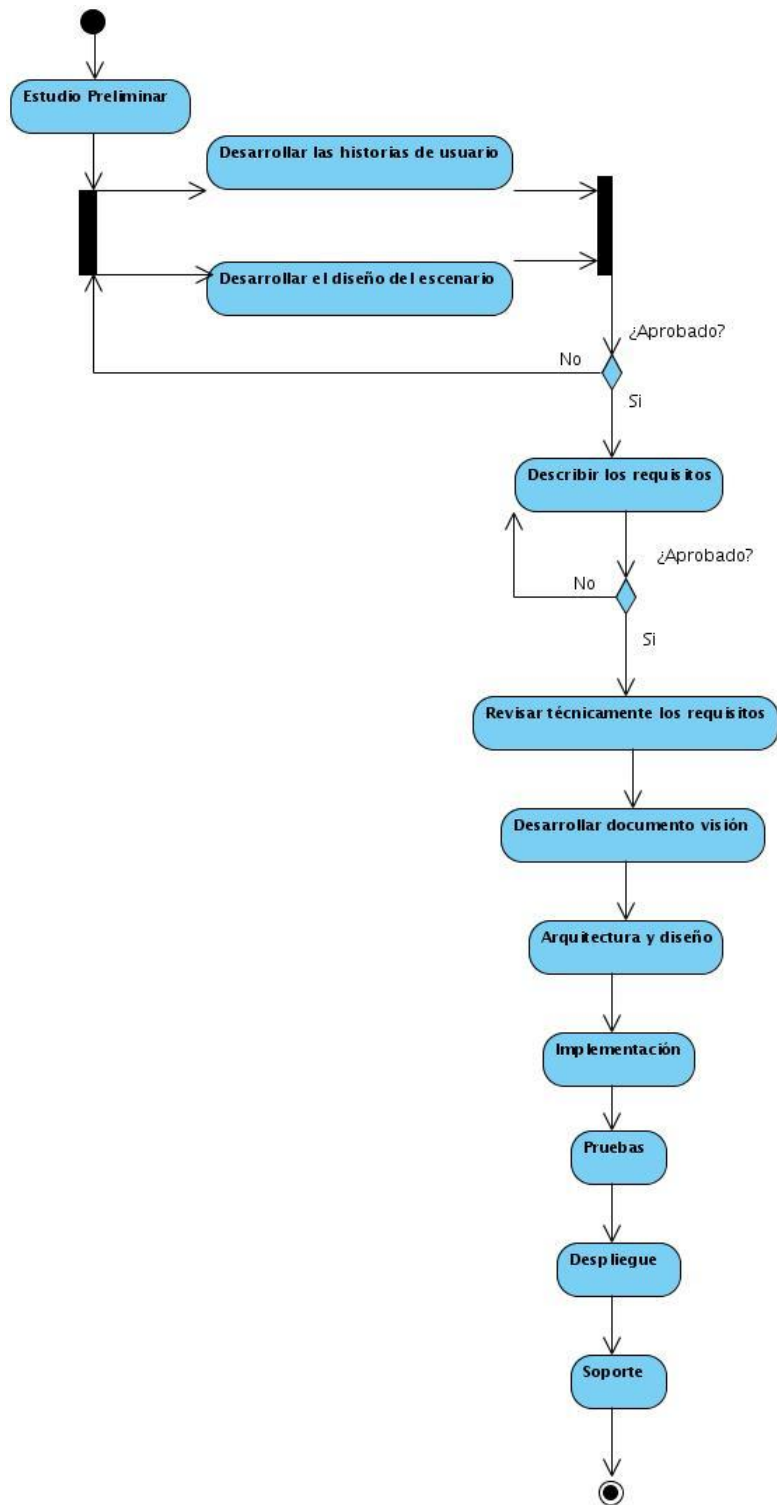 Estudio Preliminar
Desarrollar las historias de usuario
Desarrollar el diseño del escenario
¿Aprobado?
No
Si
Describir los requisitos
¿Aprobado?
No
Si
Revisar técnicamente los requisitos
Desarrollar documento visión
Arquitectura y diseño
Implementación
Pruebas
Despliegue
Soporte